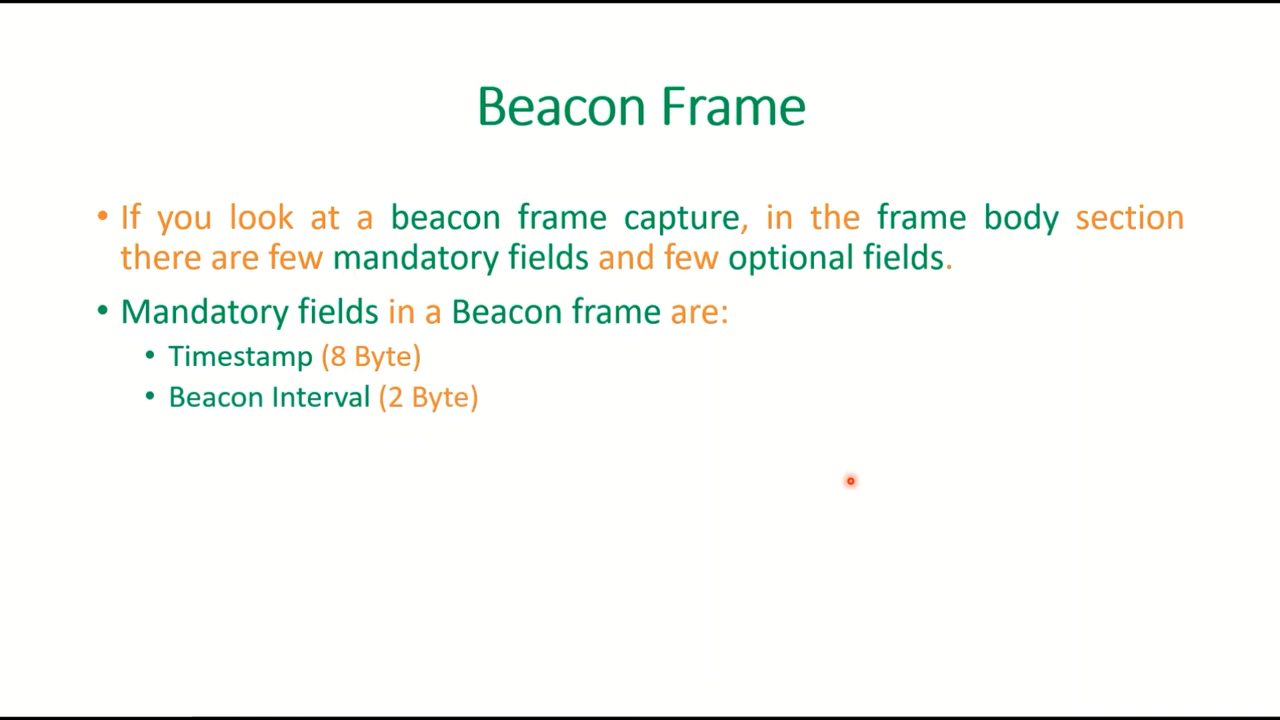 Beacon Frame
• If you look at a beacon frame capture, in the frame body section
there are few mandatory fields and few optional fields.
• Mandatory fields in a Beacon frame are:
• Timestamp (8 Byte)
• Beacon Interval (2 Byte)